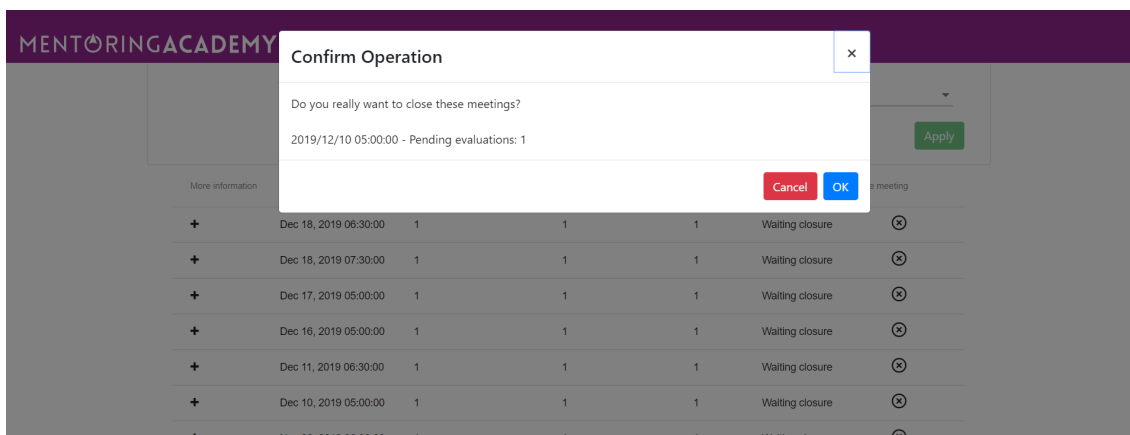 MENTORINGACADEMY
Confirm Operation
×
Do you really want to close these meetings?
2019/12/10 05:00:00 - Pending evaluations: 1
Apply
Cancel OK
More information meeting
Dec 18, 2019 06:30:00 1 1 1 Waiting closure
Dec 18, 2019 07:30:00 1 1 1 Waiting closure
Dec 17, 2019 05:00:00 1 1 1 Waiting closure
Dec 16, 2019 05:00:00 1 1 1 Waiting closure
Dec 11, 2019 06:30:00 1 1 1 Waiting closure
Dec 10, 2019 05:00:00 1 1 1 Waiting closure